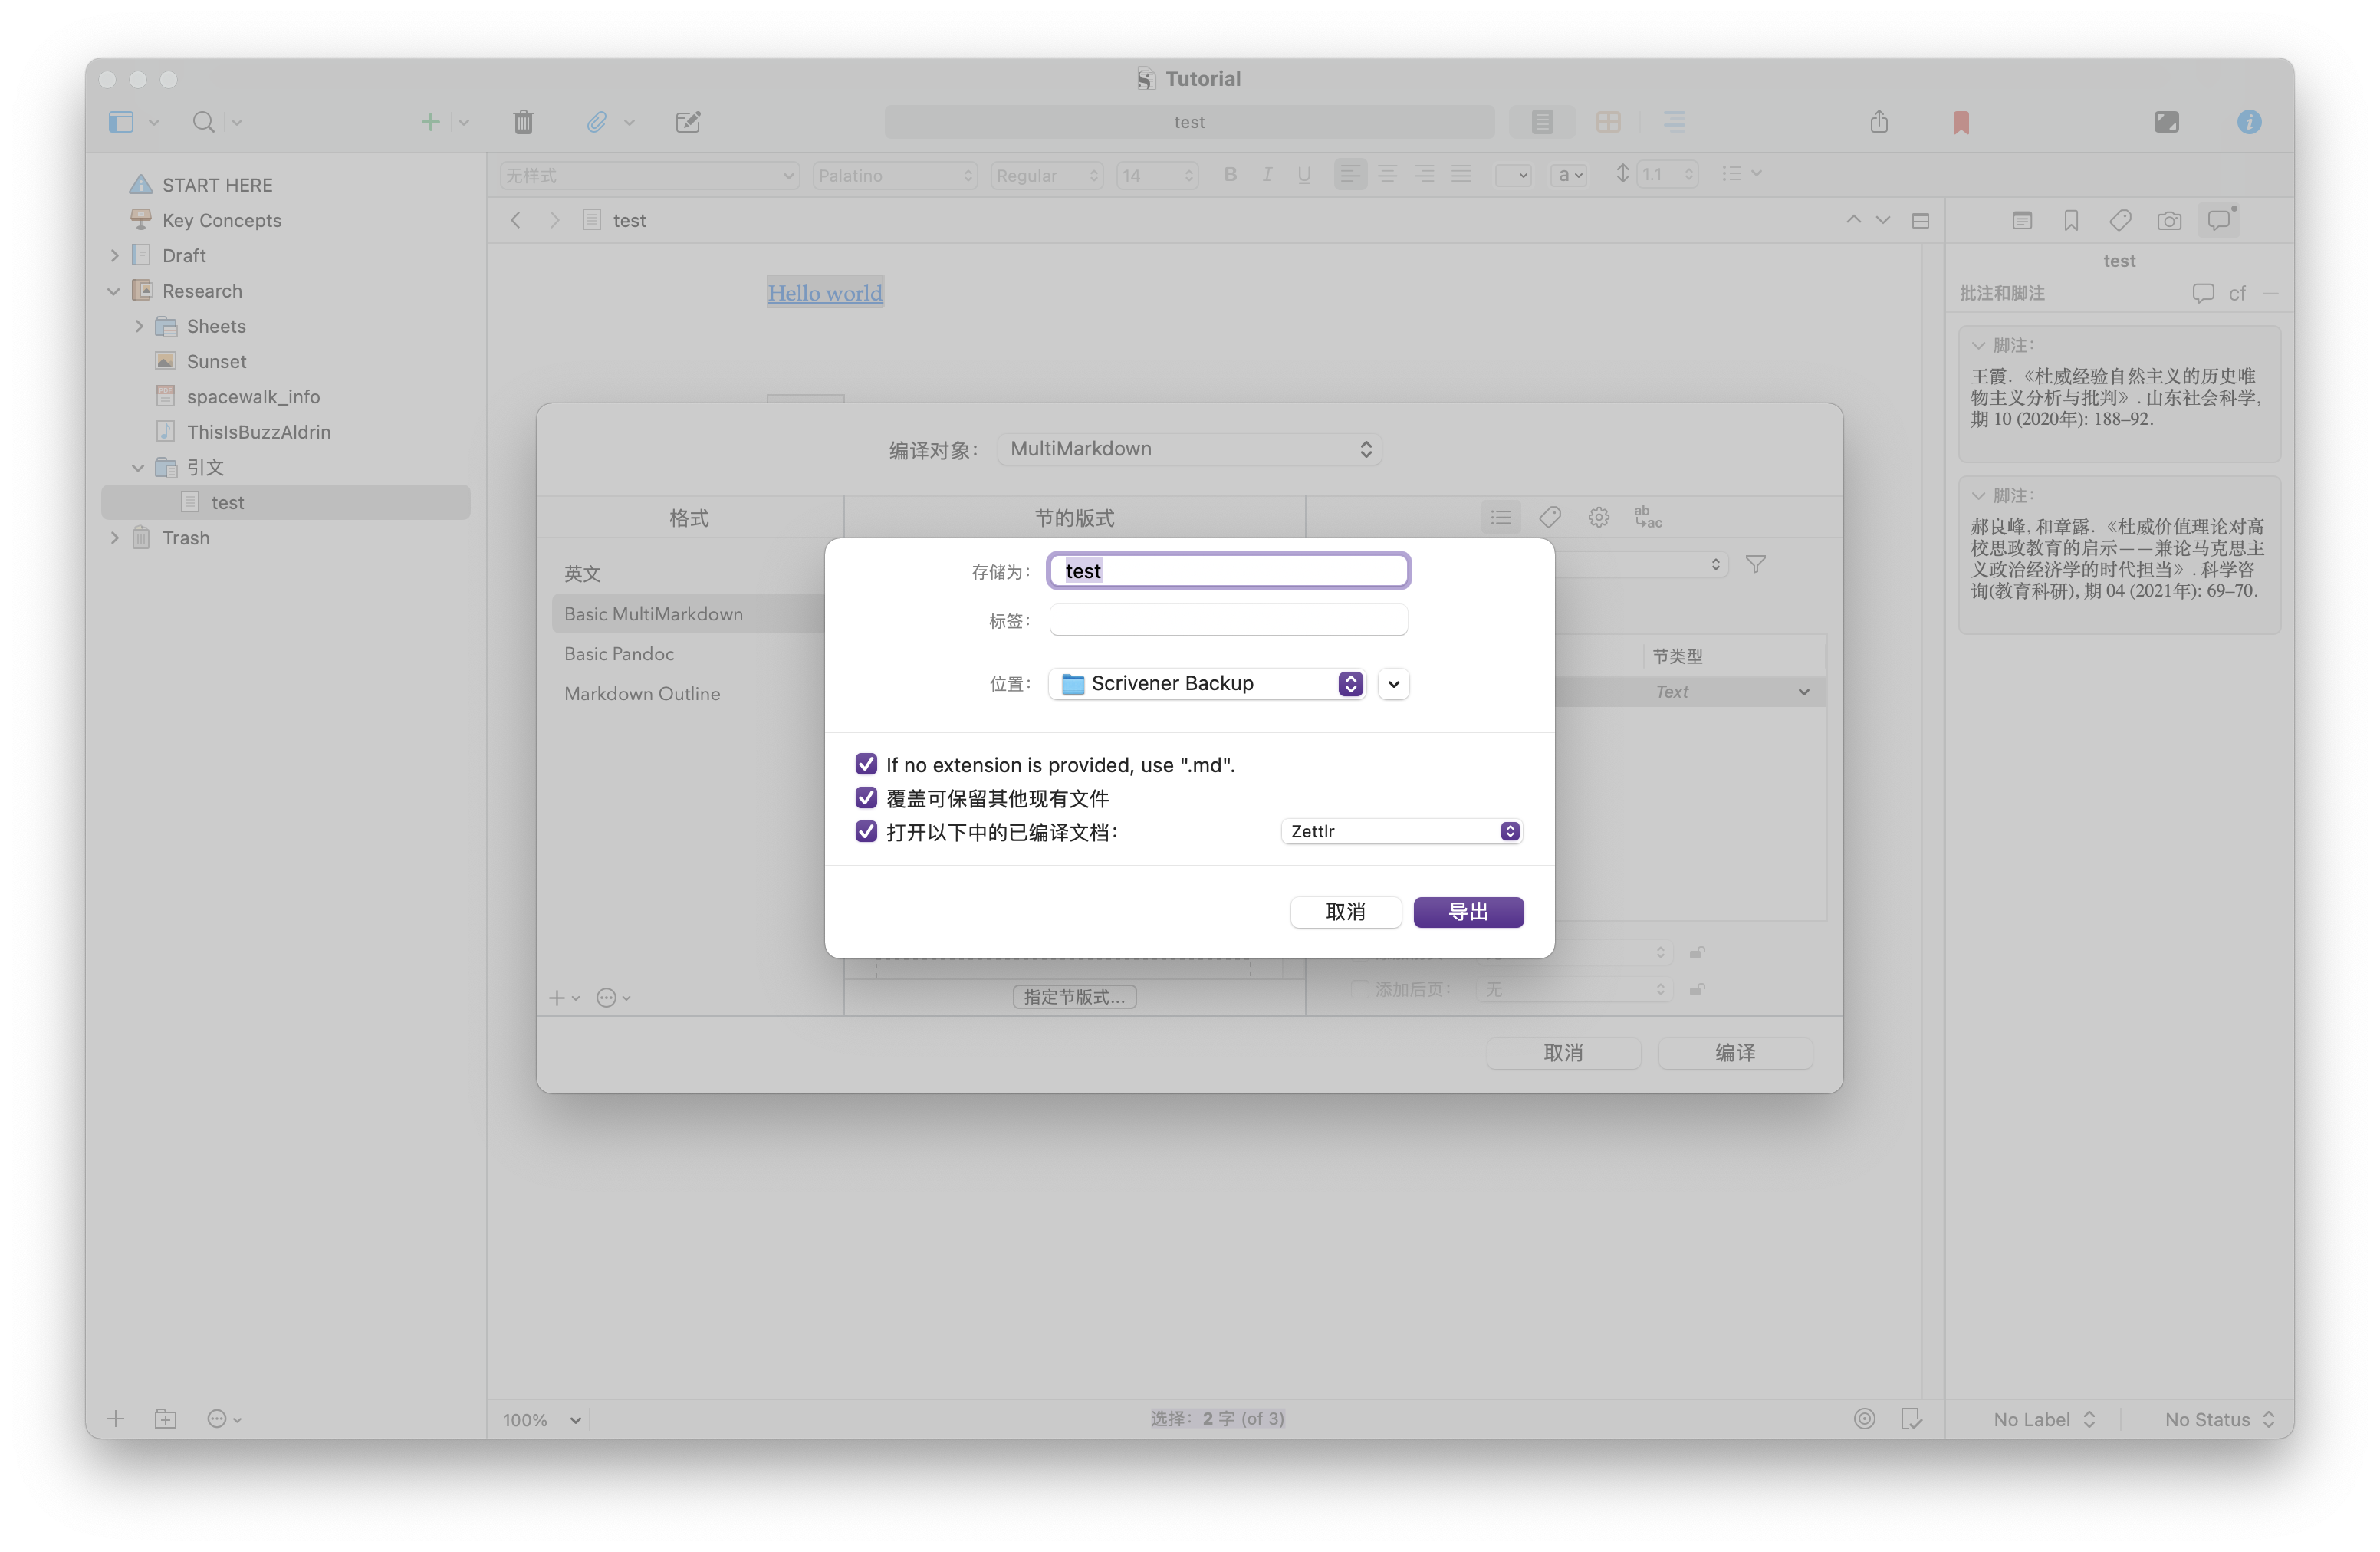 Tutorial
test
START HERE
Key Concepts
Draft
Research
Sheets
Sunset
spacewalk_info
ThisIsBuzzAldrin
引文
test
Trash
无样式
Palatino
Regular
14
B I U
a
1.1
test
Hello world
编译对象：
MultiMarkdown
格式
节的版式
ab
ac
英文
Basic MultiMarkdown
Basic Pandoc
Markdown Outline
存储为：
test
标签：
位置：
Scrivener Backup
If no extension is provided, use ".md".
覆盖可保留其他现有文件
打开以下中的已编译文档：
Zettlr
取消
导出
节类型
Text
指定节版式...
添加后页：
无
取消
编译
test
批注和脚注
cf
脚注：
王霞. 《杜威经验自然主义的历史唯
物主义分析与批判》. 山东社会科学,
期 10 (2020年): 188–92.
脚注：
郝良峰, 和章露. 《杜威价值理论对高
校思政教育的启示——兼论马克思主
义政治经济学的时代担当》. 科学咨
询(教育科研), 期 04 (2021年): 69–70.
100%
选择：2 字 (of 3)
No Label
No Status